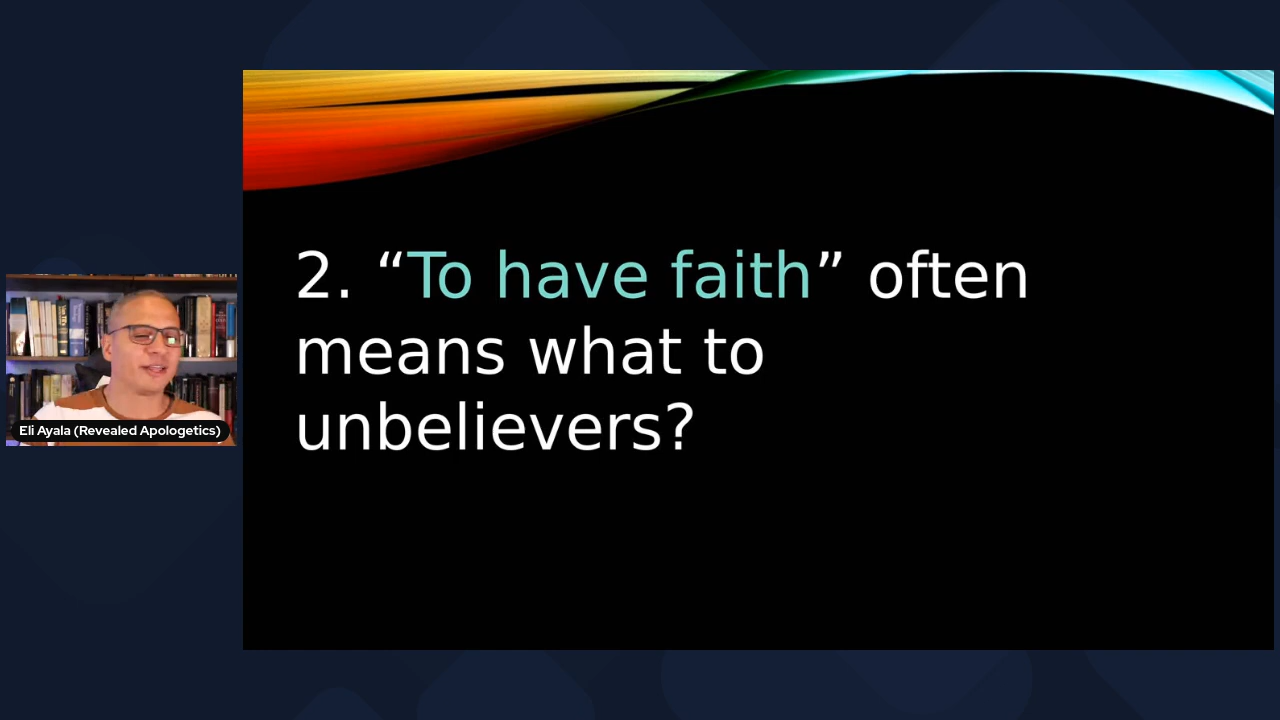 2. “To have faith” often
means what to
unbelievers?
Eli Ayala (Revealed Apologetics)